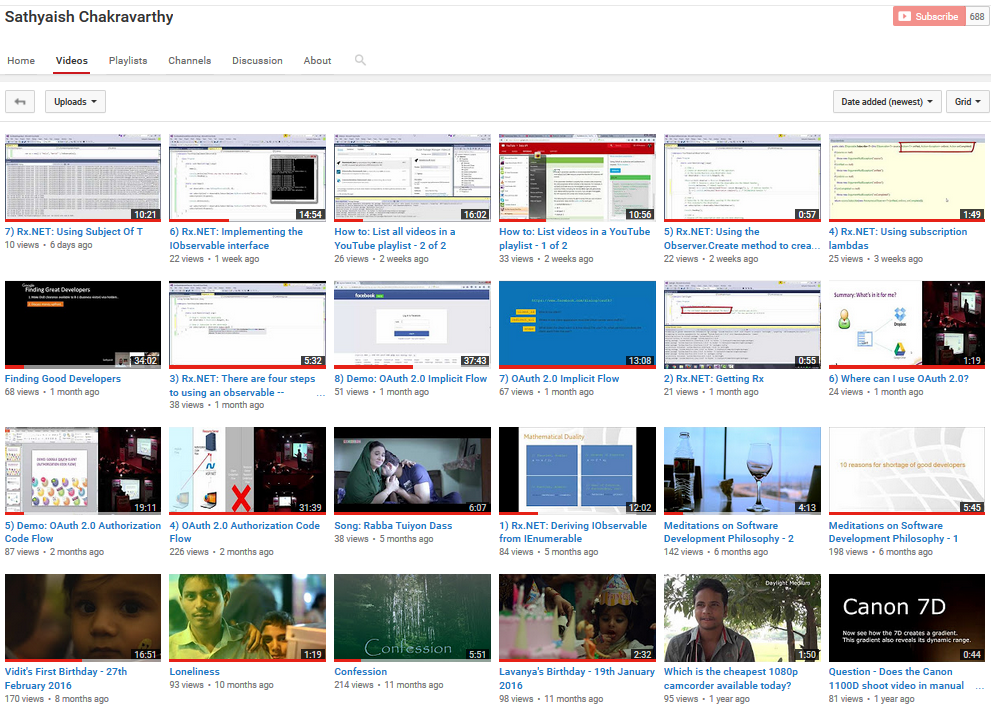 Sathyaish Chakravarthy
Subscribe 688
Home Videos Playlists Channels Discussion About
Uploads Date added (newest) Grid
10:21 14:54 16:02 10:56 0:57 1:49
7) Rx.NET: Using Subject Of T
10 views • 6 days ago
6) Rx.NET: Implementing the
IObservable interface
22 views • 1 week ago
How to: List all videos in a
YouTube playlist - 2 of 2
26 views • 2 weeks ago
How to: List videos in a YouTube
playlist - 1 of 2
33 views • 2 weeks ago
5) Rx.NET: Using the
Observer.Create method to crea...
22 views • 2 weeks ago
4) Rx.NET: Using subscription
lambdas
25 views • 3 weeks ago
Google
Finding Great Developers
34:02
Finding Good Developers
68 views • 1 month ago
5:32
3) Rx.NET: There are four steps
to using an observable -- ...
38 views • 1 month ago
facebook
37:43
8) Demo: OAuth 2.0 Implicit Flow
51 views • 1 month ago
13:08
7) OAuth 2.0 Implicit Flow
67 views • 1 month ago
0:55
2) Rx.NET: Getting Rx
21 views • 1 month ago
Summary: What's in it for me?
Dropbox
Google Drive
1:19
6) Where can I use OAuth 2.0?
24 views • 1 month ago
19:11
5) Demo: OAuth 2.0 Authorization
Code Flow
87 views • 2 months ago
31:39
4) OAuth 2.0 Authorization Code
Flow
226 views • 2 months ago
6:07
Song: Rabba Tuiyon Dass
38 views • 5 months ago
Mathematical Duality
12:02
1) Rx.NET: Deriving IObservable
from IEnumerable
84 views • 5 months ago
4:13
Meditations on Software
Development Philosophy - 2
142 views • 6 months ago
10 reasons for shortage of good developers
5:45
Meditations on Software
Development Philosophy - 1
198 views • 6 months ago
16:51
Vidit's First Birthday - 27th
February 2016
170 views • 8 months ago
1:19
Loneliness
93 views • 10 months ago
Confession
5:51
Confession
214 views • 11 months ago
2:32
Lavanya's Birthday - 19th January
2016
98 views • 11 months ago
Daylight Medium
1:50
Which is the cheapest 1080p
camcorder available today?
95 views • 1 year ago
Canon 7D
Now see how the 7D creates a gradient.
This gradient also reveals its dynamic range.
0:44
Question - Does the Canon
1100D shoot video in manual ...
81 views • 1 year ago